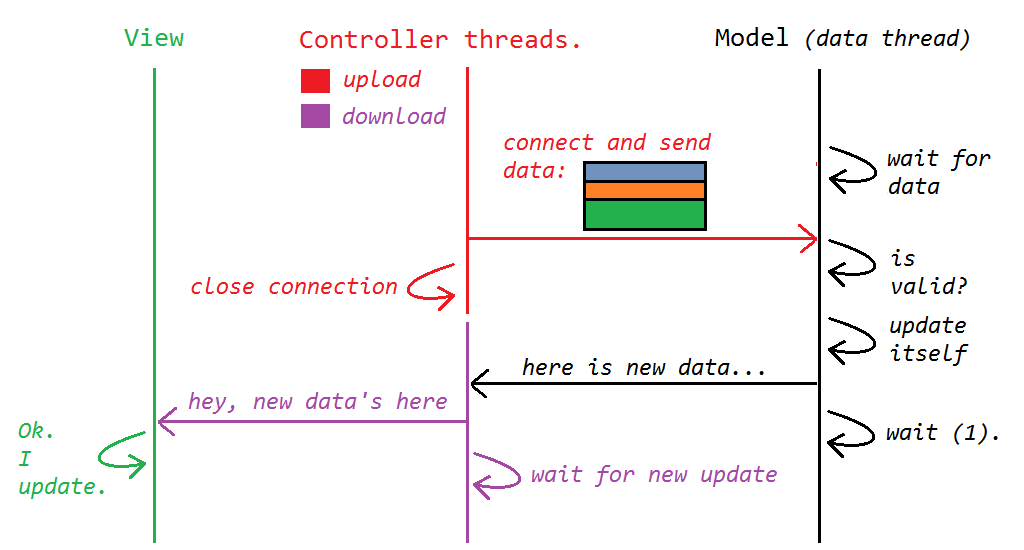 View
Controller threads.
Model (data thread)
upload
download
connect and send
data:
wait for
data
close connection
is
valid?
update
itself
here is new data...
hey, new data's here
wait (1).
Ok.
I
update.
wait for new update